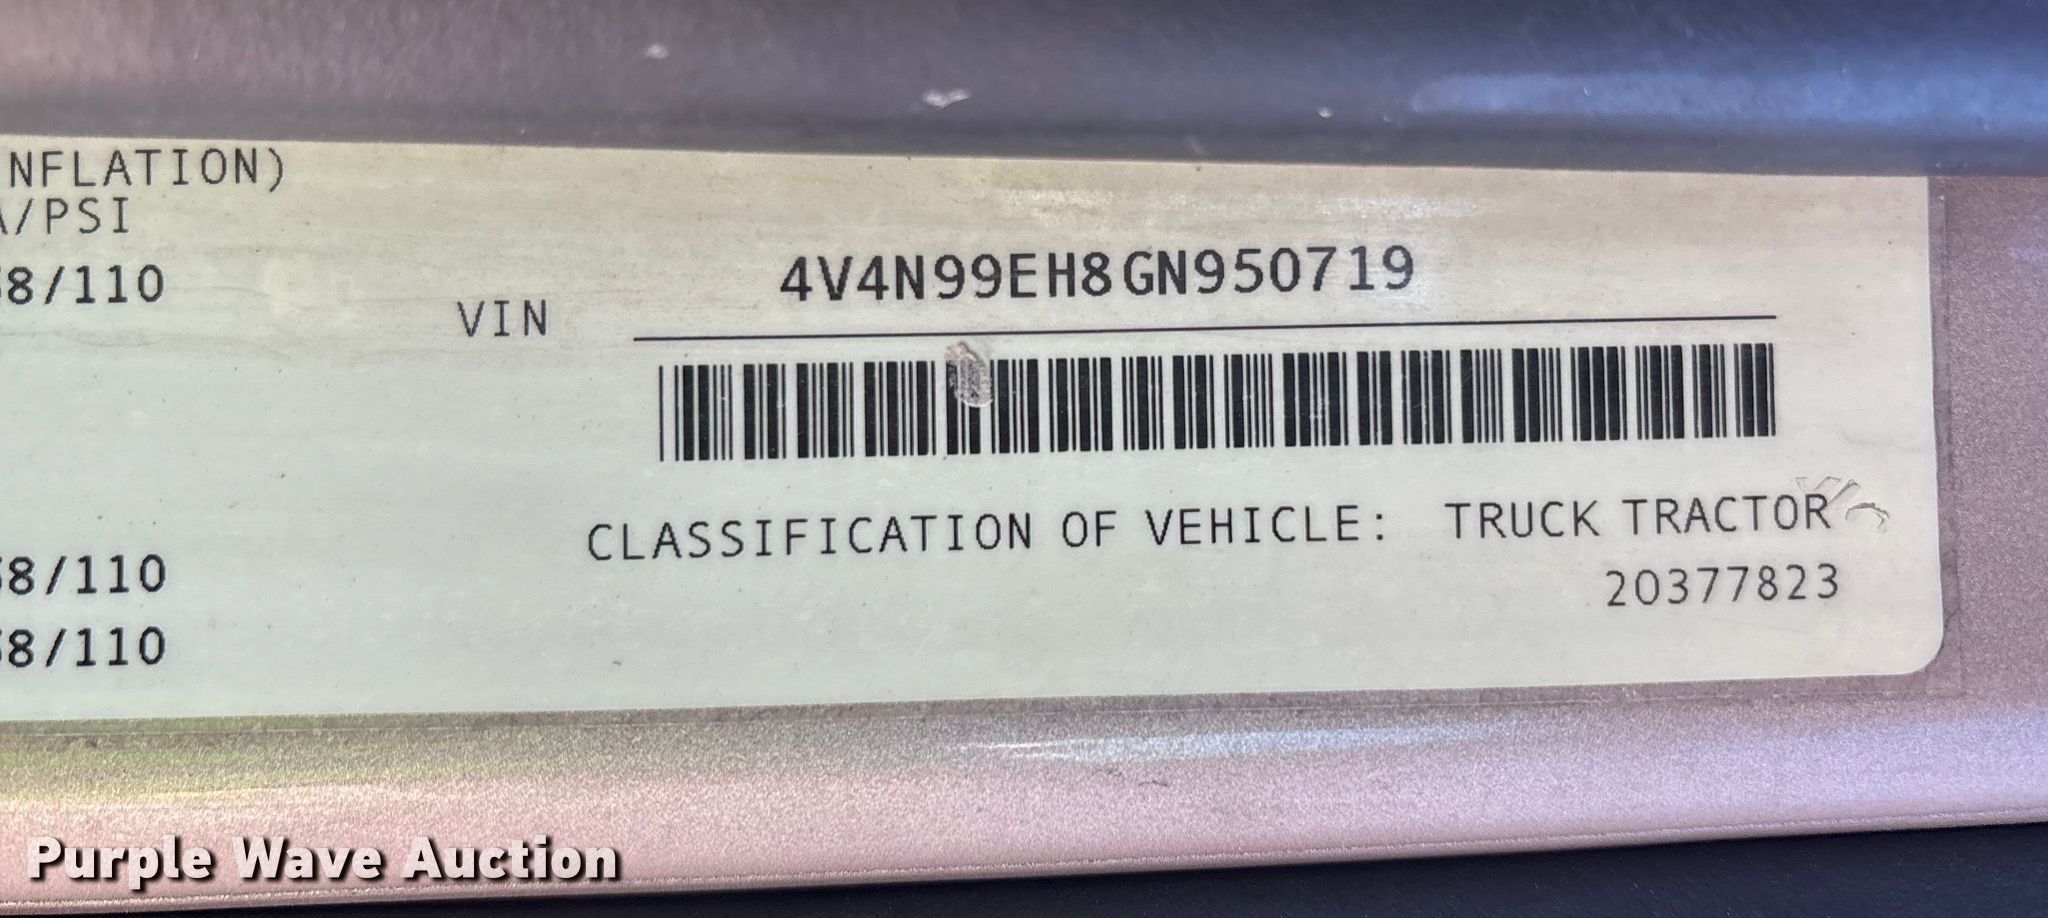 NFLATION)
A/PSI
8/110
VIN 4V4N99EH8GN950719
CLASSIFICATION OF VEHICLE: TRUCK TRACTOR
8/110
20377823
8/110
Purple Wave Auction